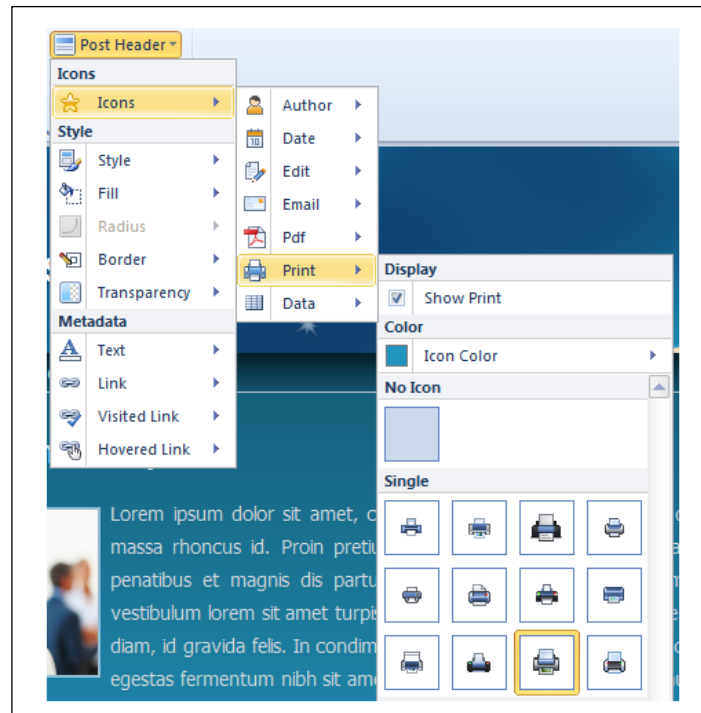 Post Header
Icons
Icons
Style
Style
Fill
Radius
Border
Transparency
Metadata
Text
Link
Visited Link
Hovered Link
Author
Date
10
Edit
Email
Pdf
Print
Data
Display
Show Print
Color
Icon Color
No Icon
Single
Lorem ipsum dolor sit amet, c
massa rhoncus id. Proin pretiu
penatibus et magnis dis partu
vestibulum lorem sit amet turpis
diam, id gravida felis. In condim
egestas fermentum nibh sit ame